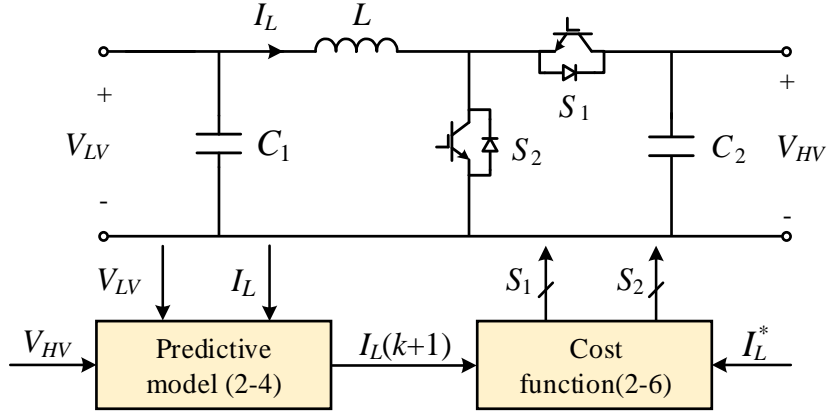 I_L L
+ S_1 +
V_LV C_1 S_2 C_2 V_HV
- -
V_LV I_L S_1 S_2
V_HV Predictive I_L(k+1) Cost I_L^*
model (2-4) function(2-6)